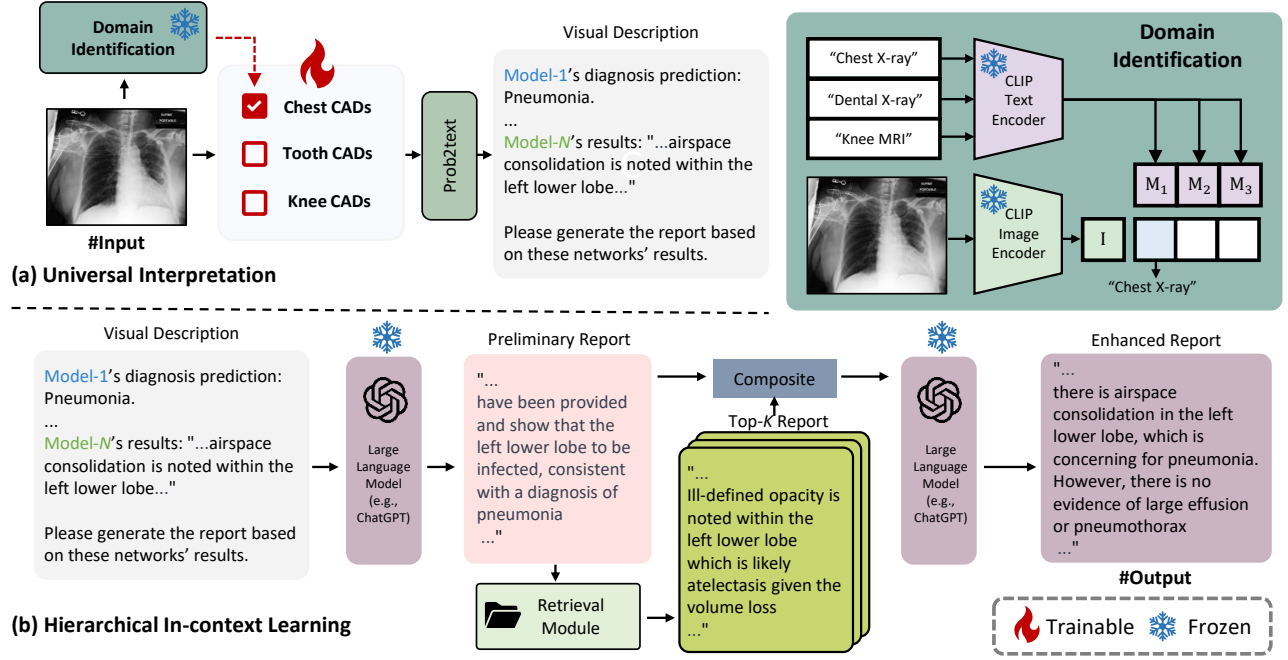 Domain
Identification
#Input
Chest CADs
Tooth CADs
Knee CADs
Prob2text
Visual Description
Model-1's diagnosis prediction:
Pneumonia.
...
Model-N's results: "...airspace
consolidation is noted within the
left lower lobe..."
Please generate the report based
on these networks' results.
(a) Universal Interpretation
Domain
Identification
"Chest X-ray"
"Dental X-ray"
"Knee MRI"
CLIP
Text
Encoder
M1
M2
M3
CLIP
Image
Encoder
I
"Chest X-ray"
Visual Description
Model-1's diagnosis prediction:
Pneumonia.
...
Model-N's results: "...airspace
consolidation is noted within the
left lower lobe..."
Please generate the report based
on these networks' results.
Large
Language
Model
(e.g.,
ChatGPT)
Preliminary Report
"...
have been provided
and show that the
left lower lobe to be
infected, consistent
with a diagnosis of
pneumonia
..."
Retrieval
Module
Composite
Top-K Report
"...
Ill-defined opacity is
noted within the
left lower lobe
which is likely
atelectasis given the
volume loss
..."
Large
Language
Model
(e.g.,
ChatGPT)
Enhanced Report
"...
there is airspace
consolidation in the left
lower lobe, which is
concerning for pneumonia.
However, there is no
evidence of large effusion
or pneumothorax
..."
#Output
(b) Hierarchical In-context Learning
Trainable
Frozen